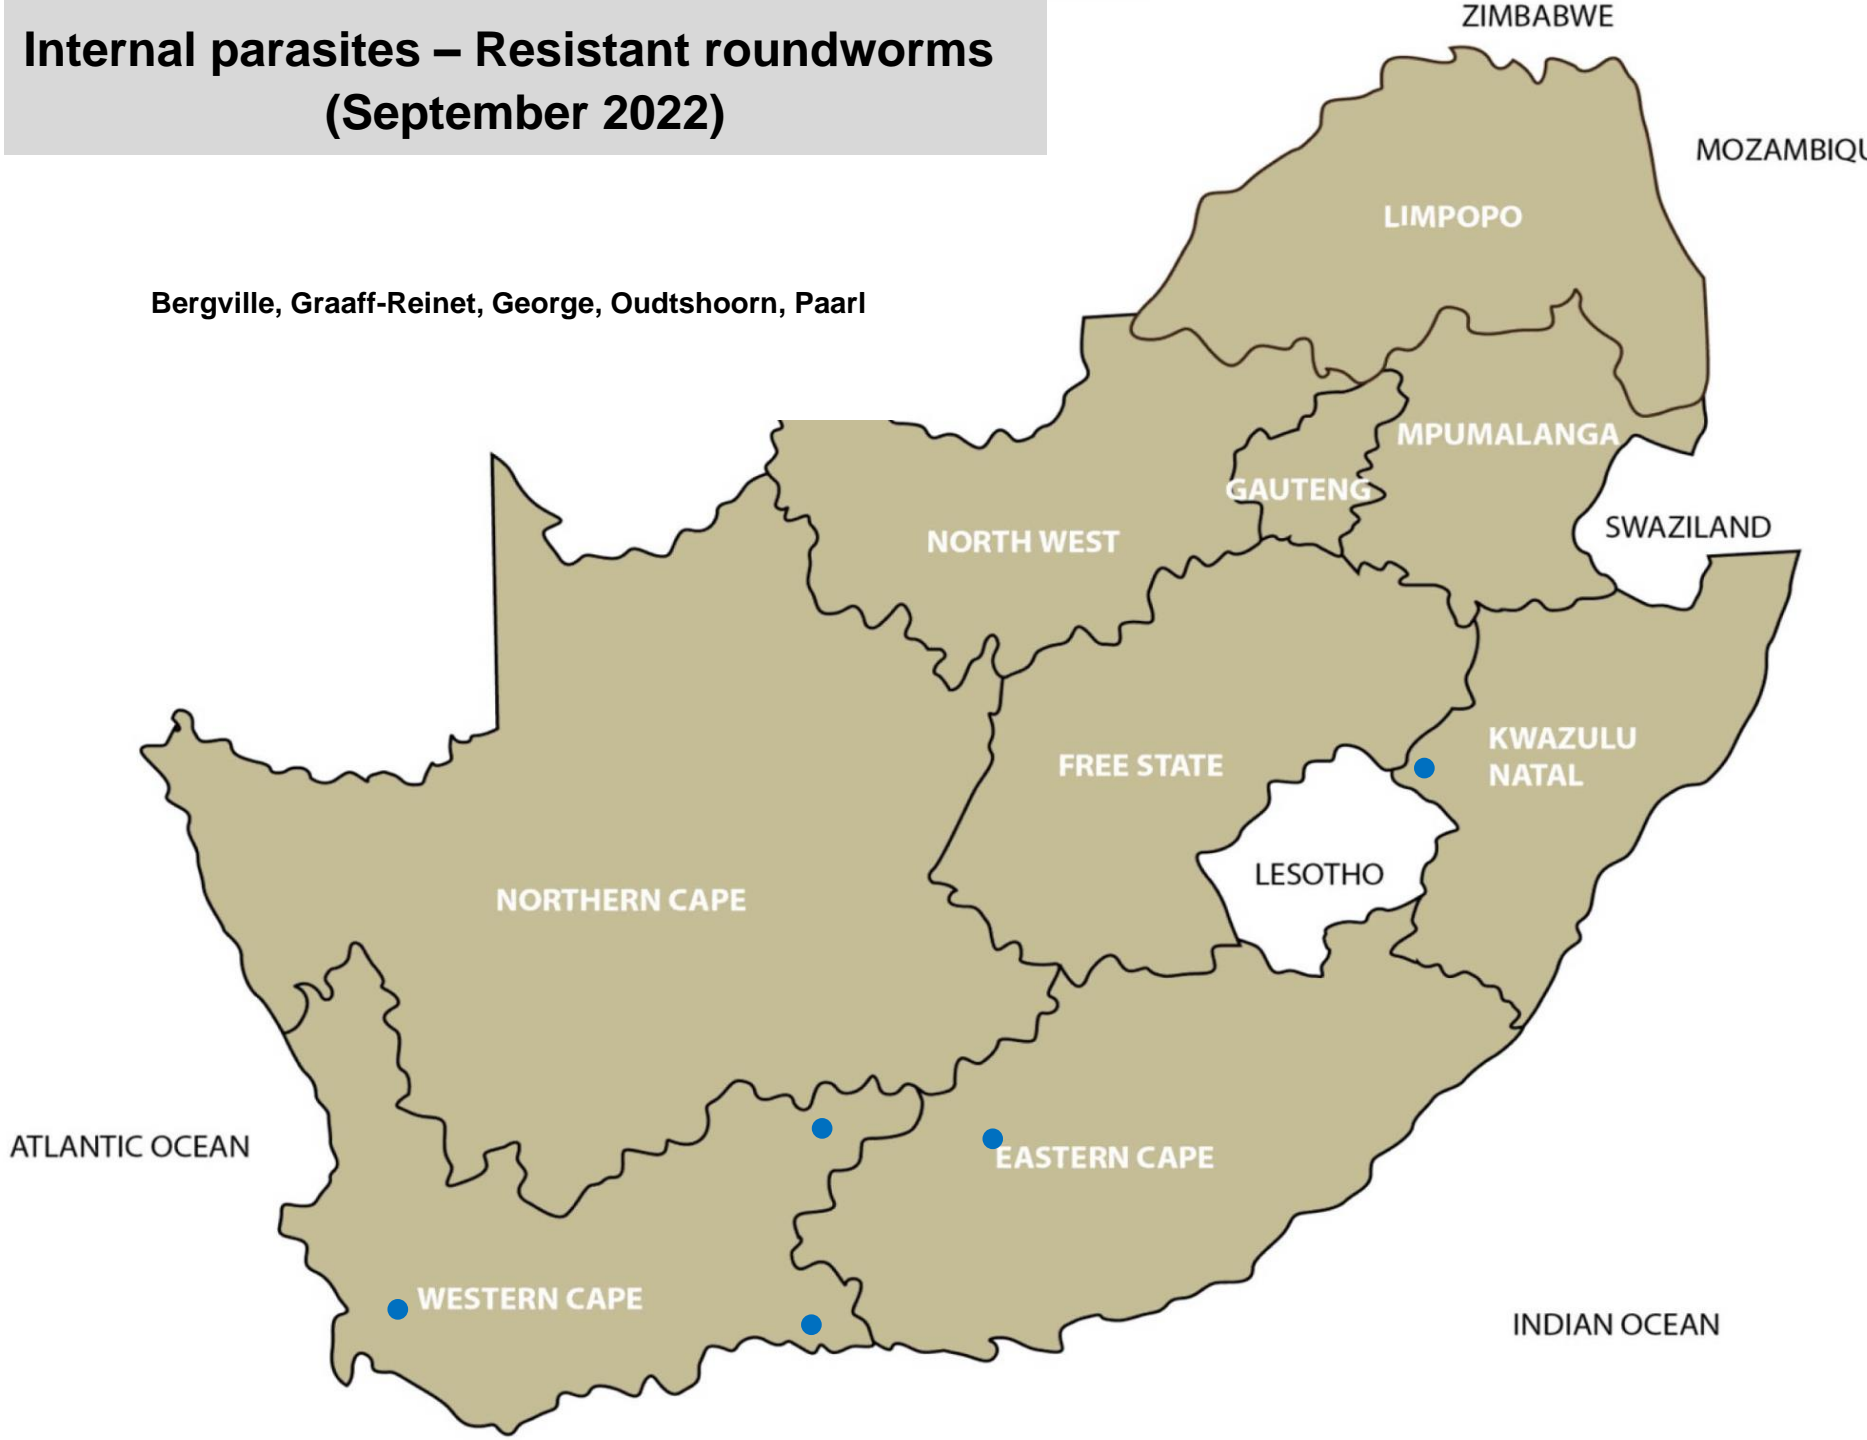 Internal parasites – Resistant roundworms
(September 2022)
ZIMBABWE
MOZAMBIQU
LIMPOPO
Bergville, Graaff-Reinet, George, Oudtshoorn, Paarl
MPUMALANGA
GAUTENG
SWAZILAND
NORTH WEST
KWAZULU
NATAL
FREE STATE
LESOTHO
NORTHERN CAPE
ATLANTIC OCEAN
EASTERN CAPE
WESTERN CAPE
INDIAN OCEAN